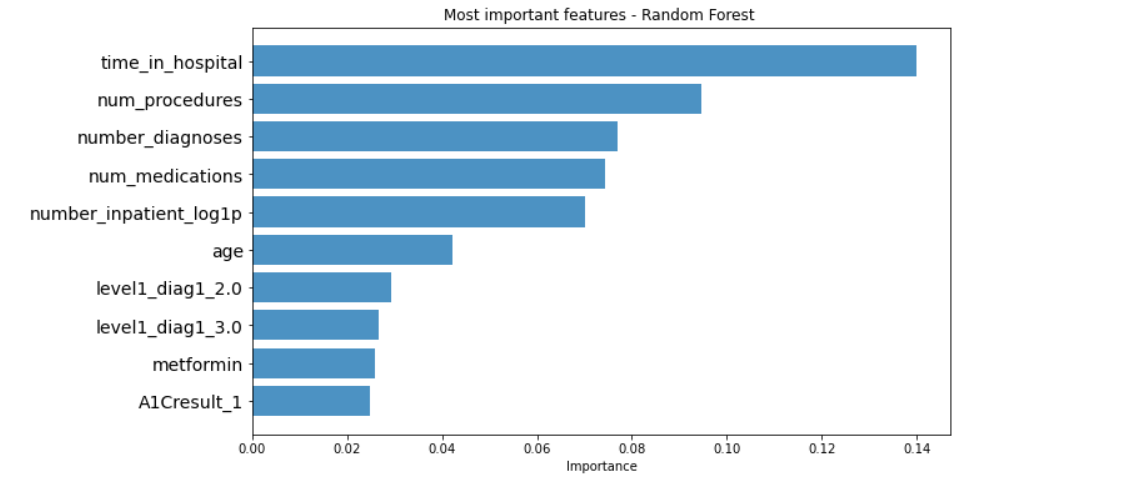 Most important features - Random Forest
time_in_hospital
num_procedures
number_diagnoses
num_medications
number_inpatient_log1p
age
level1_diag1_2.0
level1_diag1_3.0
metformin
A1Cresult_1
0.00 0.02 0.04 0.06 0.08 0.10 0.12 0.14
Importance